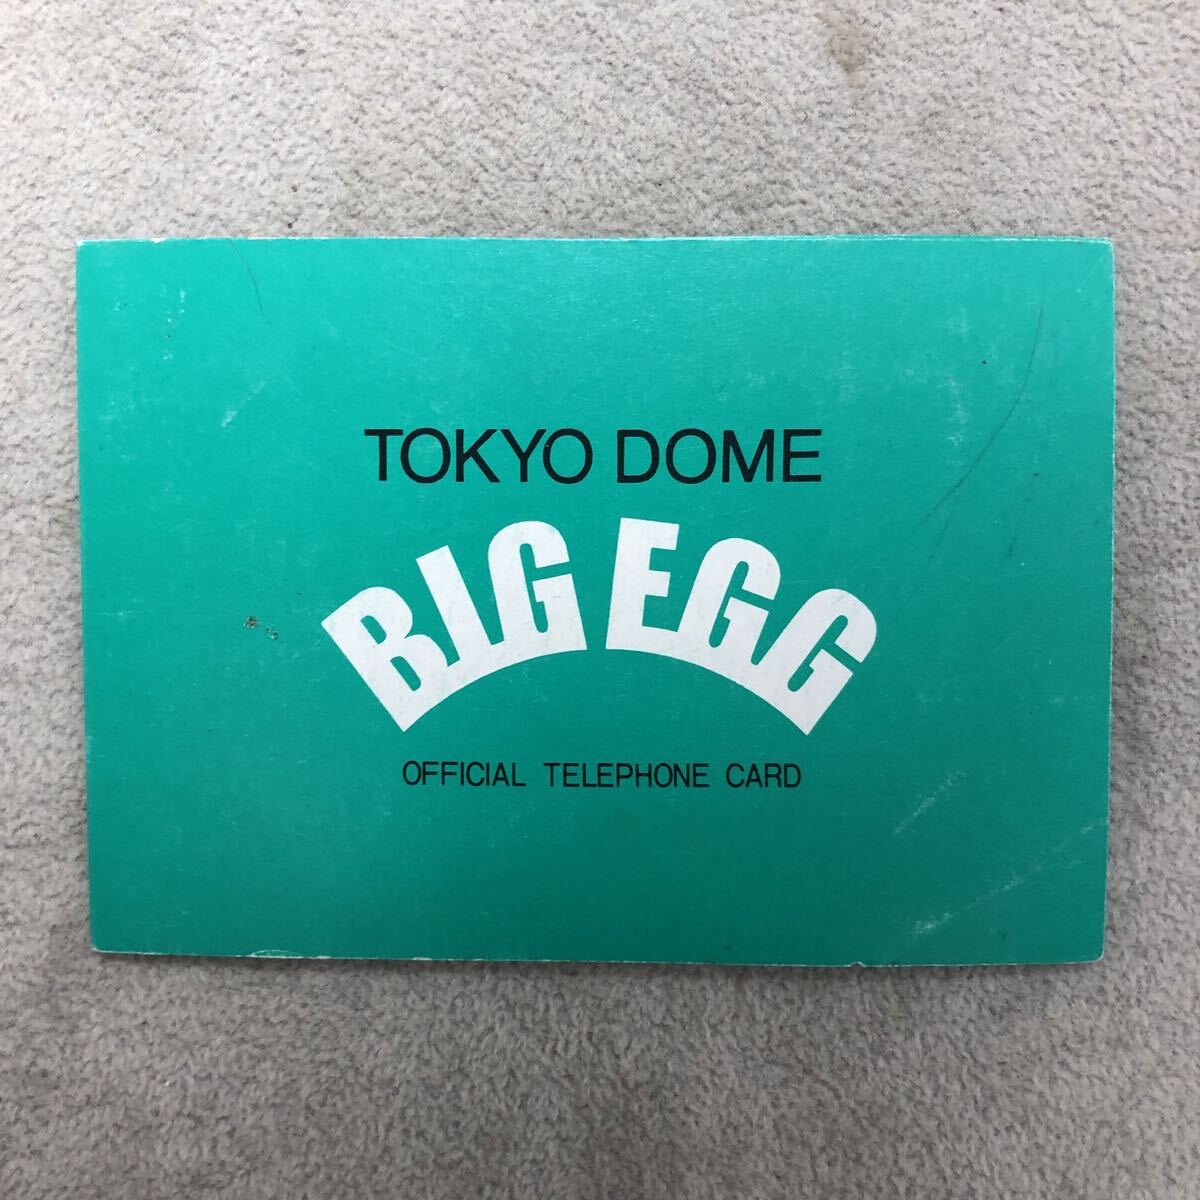 TOKYO DOME
BIG EGG
OFFICIAL TELEPHONE CARD